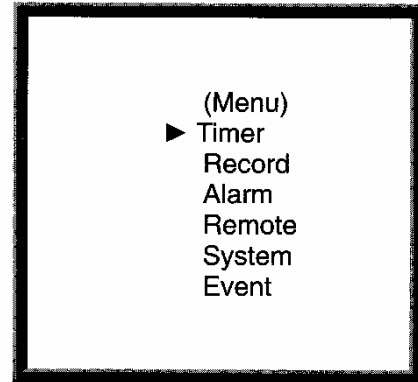 (Menu)
► Timer
Record
Alarm
Remote
System
Event